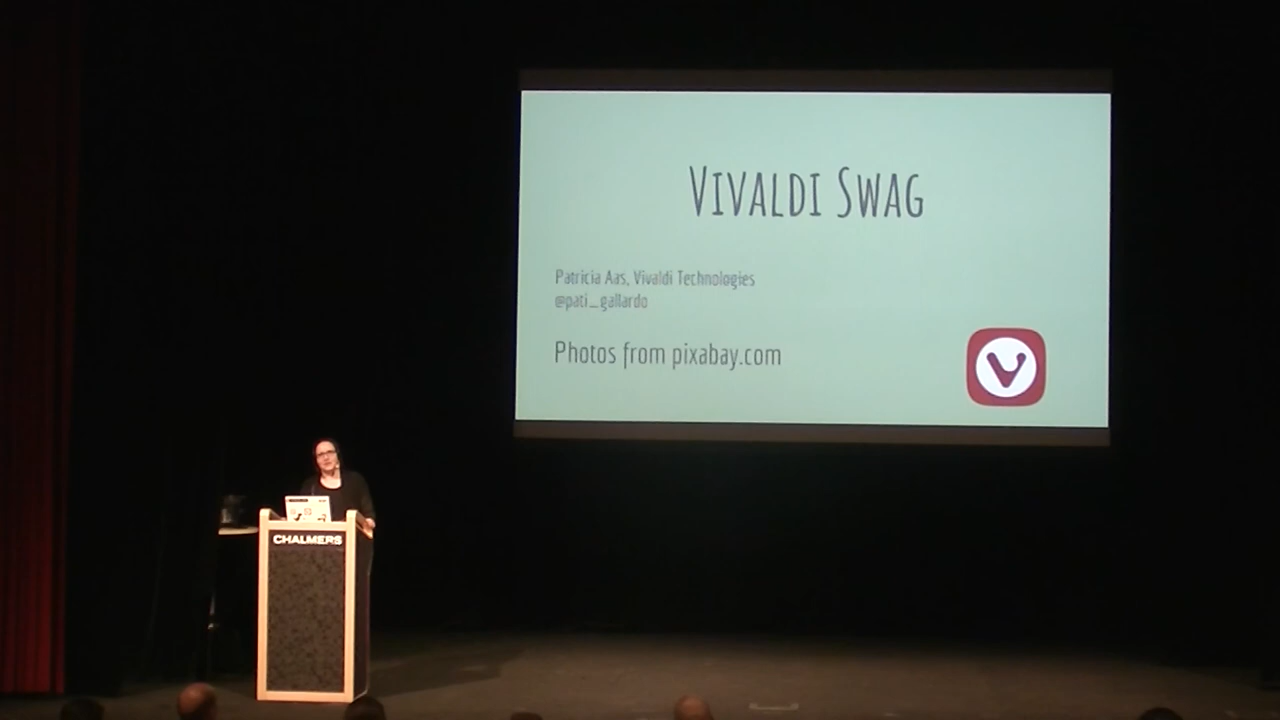 Vivaldi Swag
Patricia Aas, Vivaldi Technologies
@pati_gallardo
Photos from pixabay.com
CHALMERS